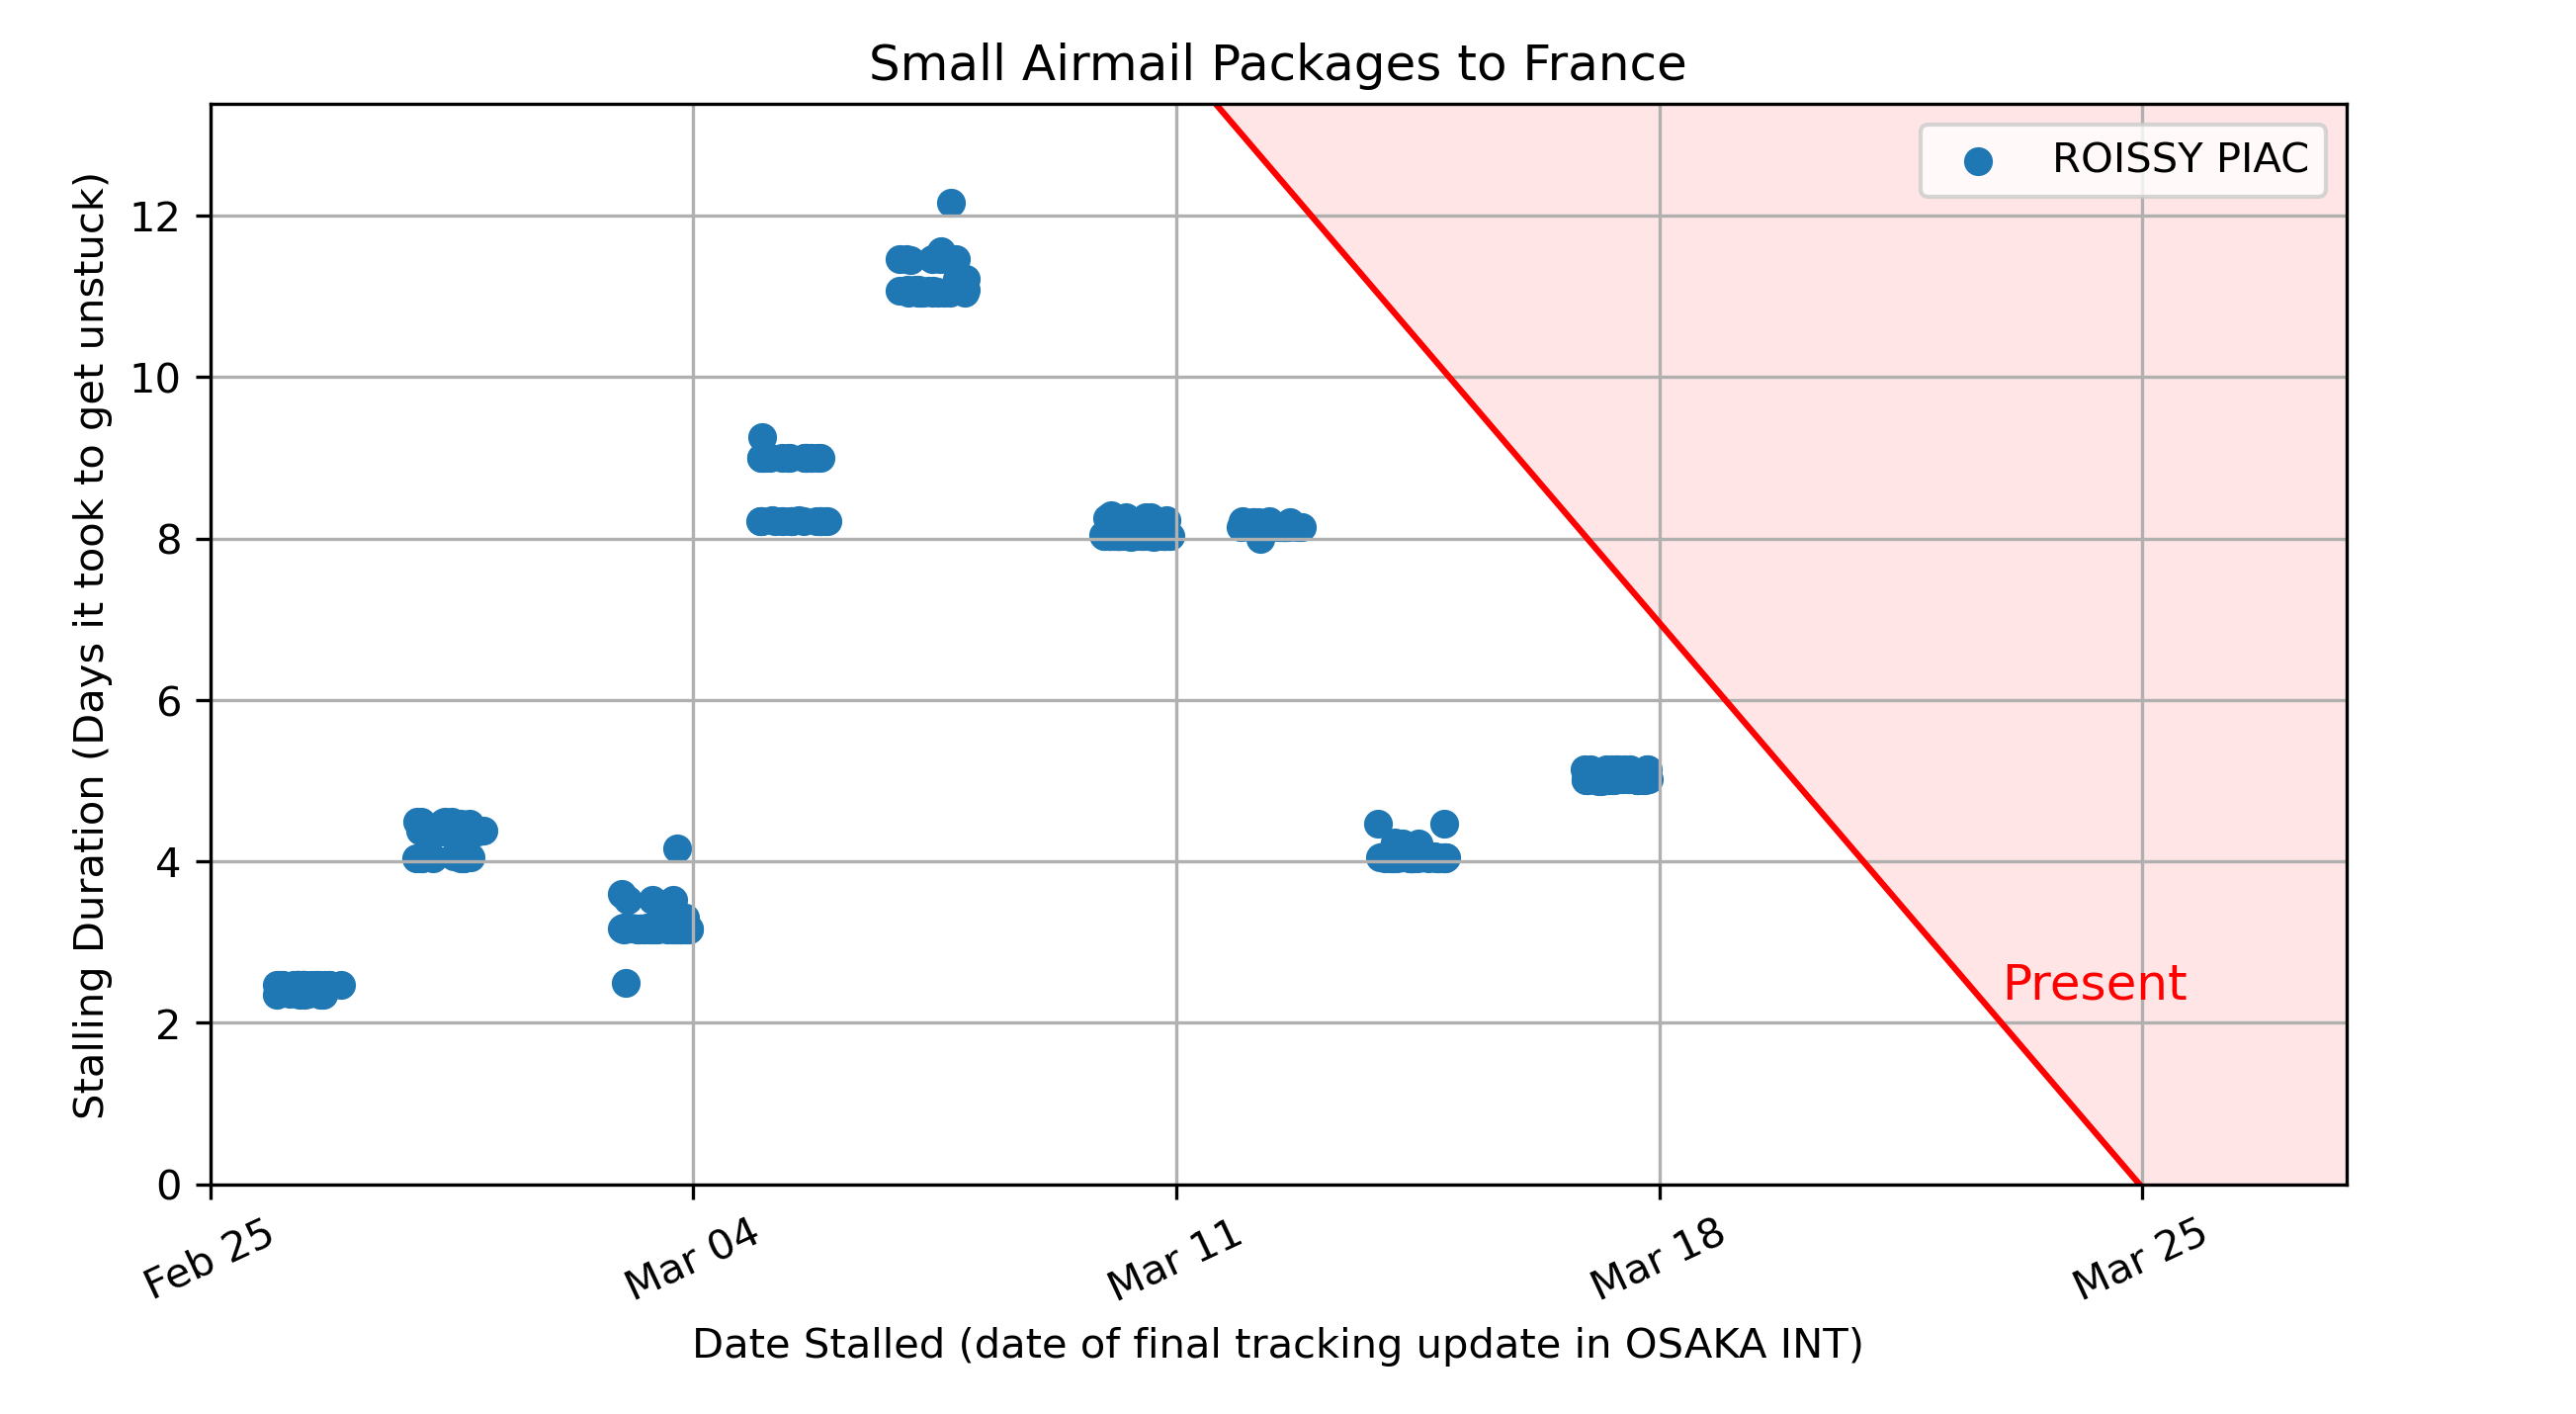 Small Airmail Packages to France
ROISSY PIAC
Stalling Duration (Days it took to get unstuck)
12
10
8
6
4
2
0
Present
Feb 25
Mar 04
Mar 11
Mar 18
Mar 25
Date Stalled (date of final tracking update in OSAKA INT)